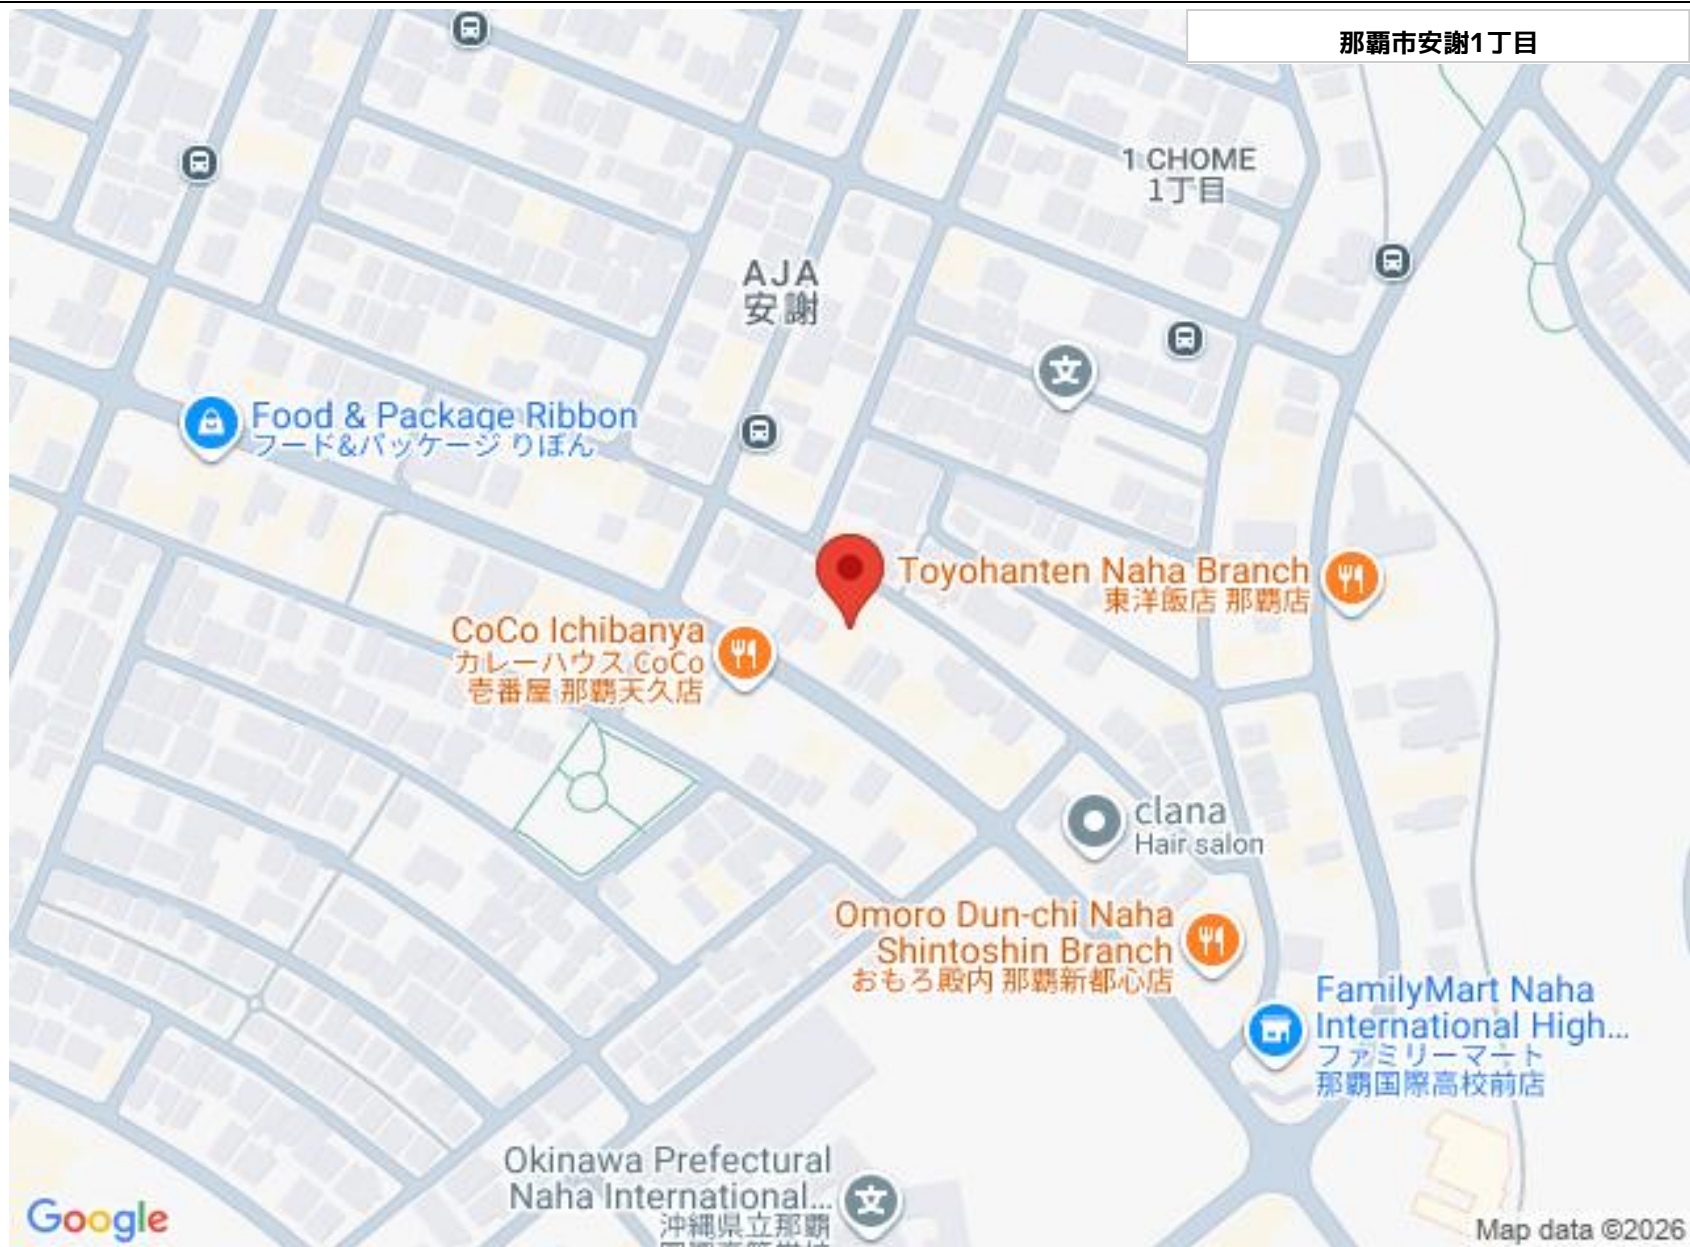 那覇市安謝1丁目
1 CHOME
1丁目
AJA
安謝
Food & Package Ribbon
フード&パッケージ りぼん
Toyohanten Naha Branch
東洋飯店 那覇店
CoCo Ichibanya
カレーハウス CoCo
壱番屋 那覇天久店
clana
Hair salon
Omoro Dun-chi Naha
Shintoshin Branch
おもろ殿内 那覇新都心店
FamilyMart Naha
International High...
ファミリーマート
那覇国際高校前店
Okinawa Prefectural
Naha International...
沖縄県立那覇
文
文
Google
Map data ©2026